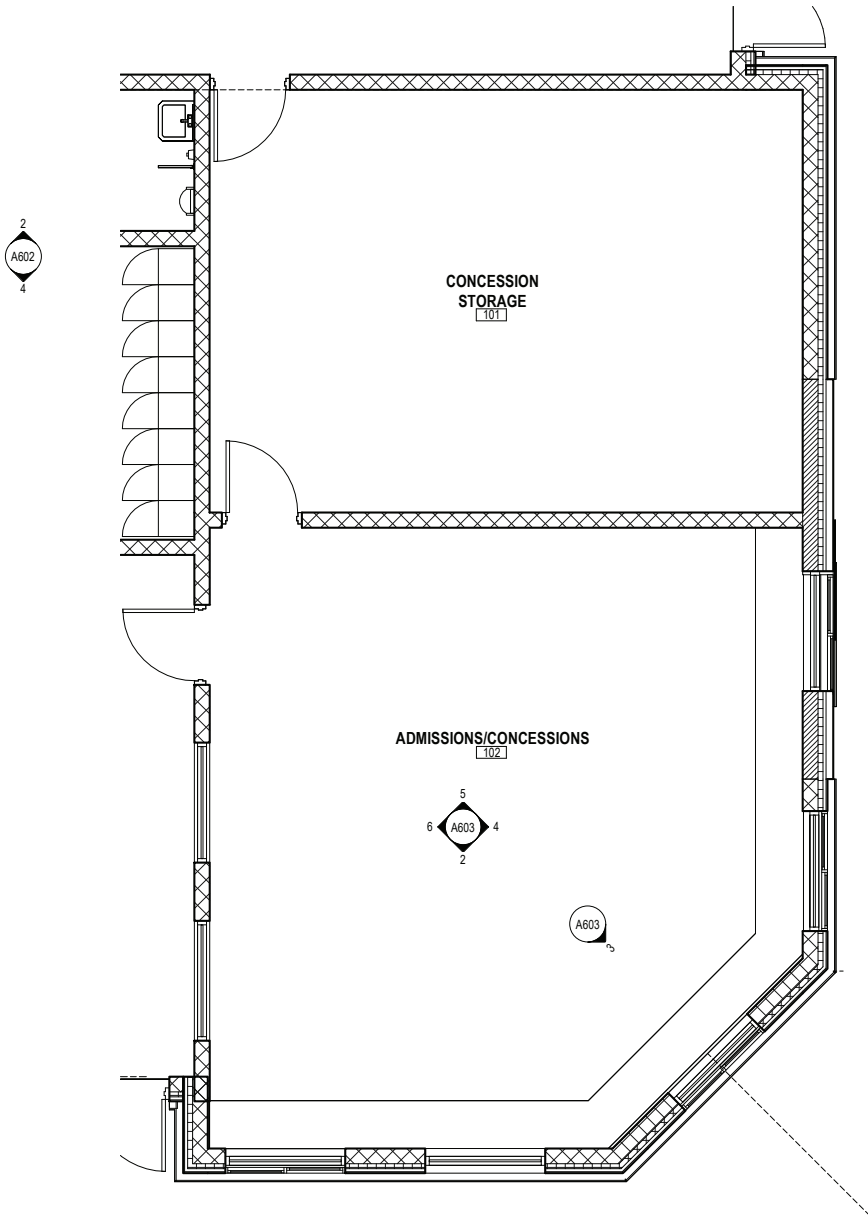 2
A602
4
CONCESSION
STORAGE
101
ADMISSIONS/CONCESSIONS
102
5
6 A603 4
2
A603
3